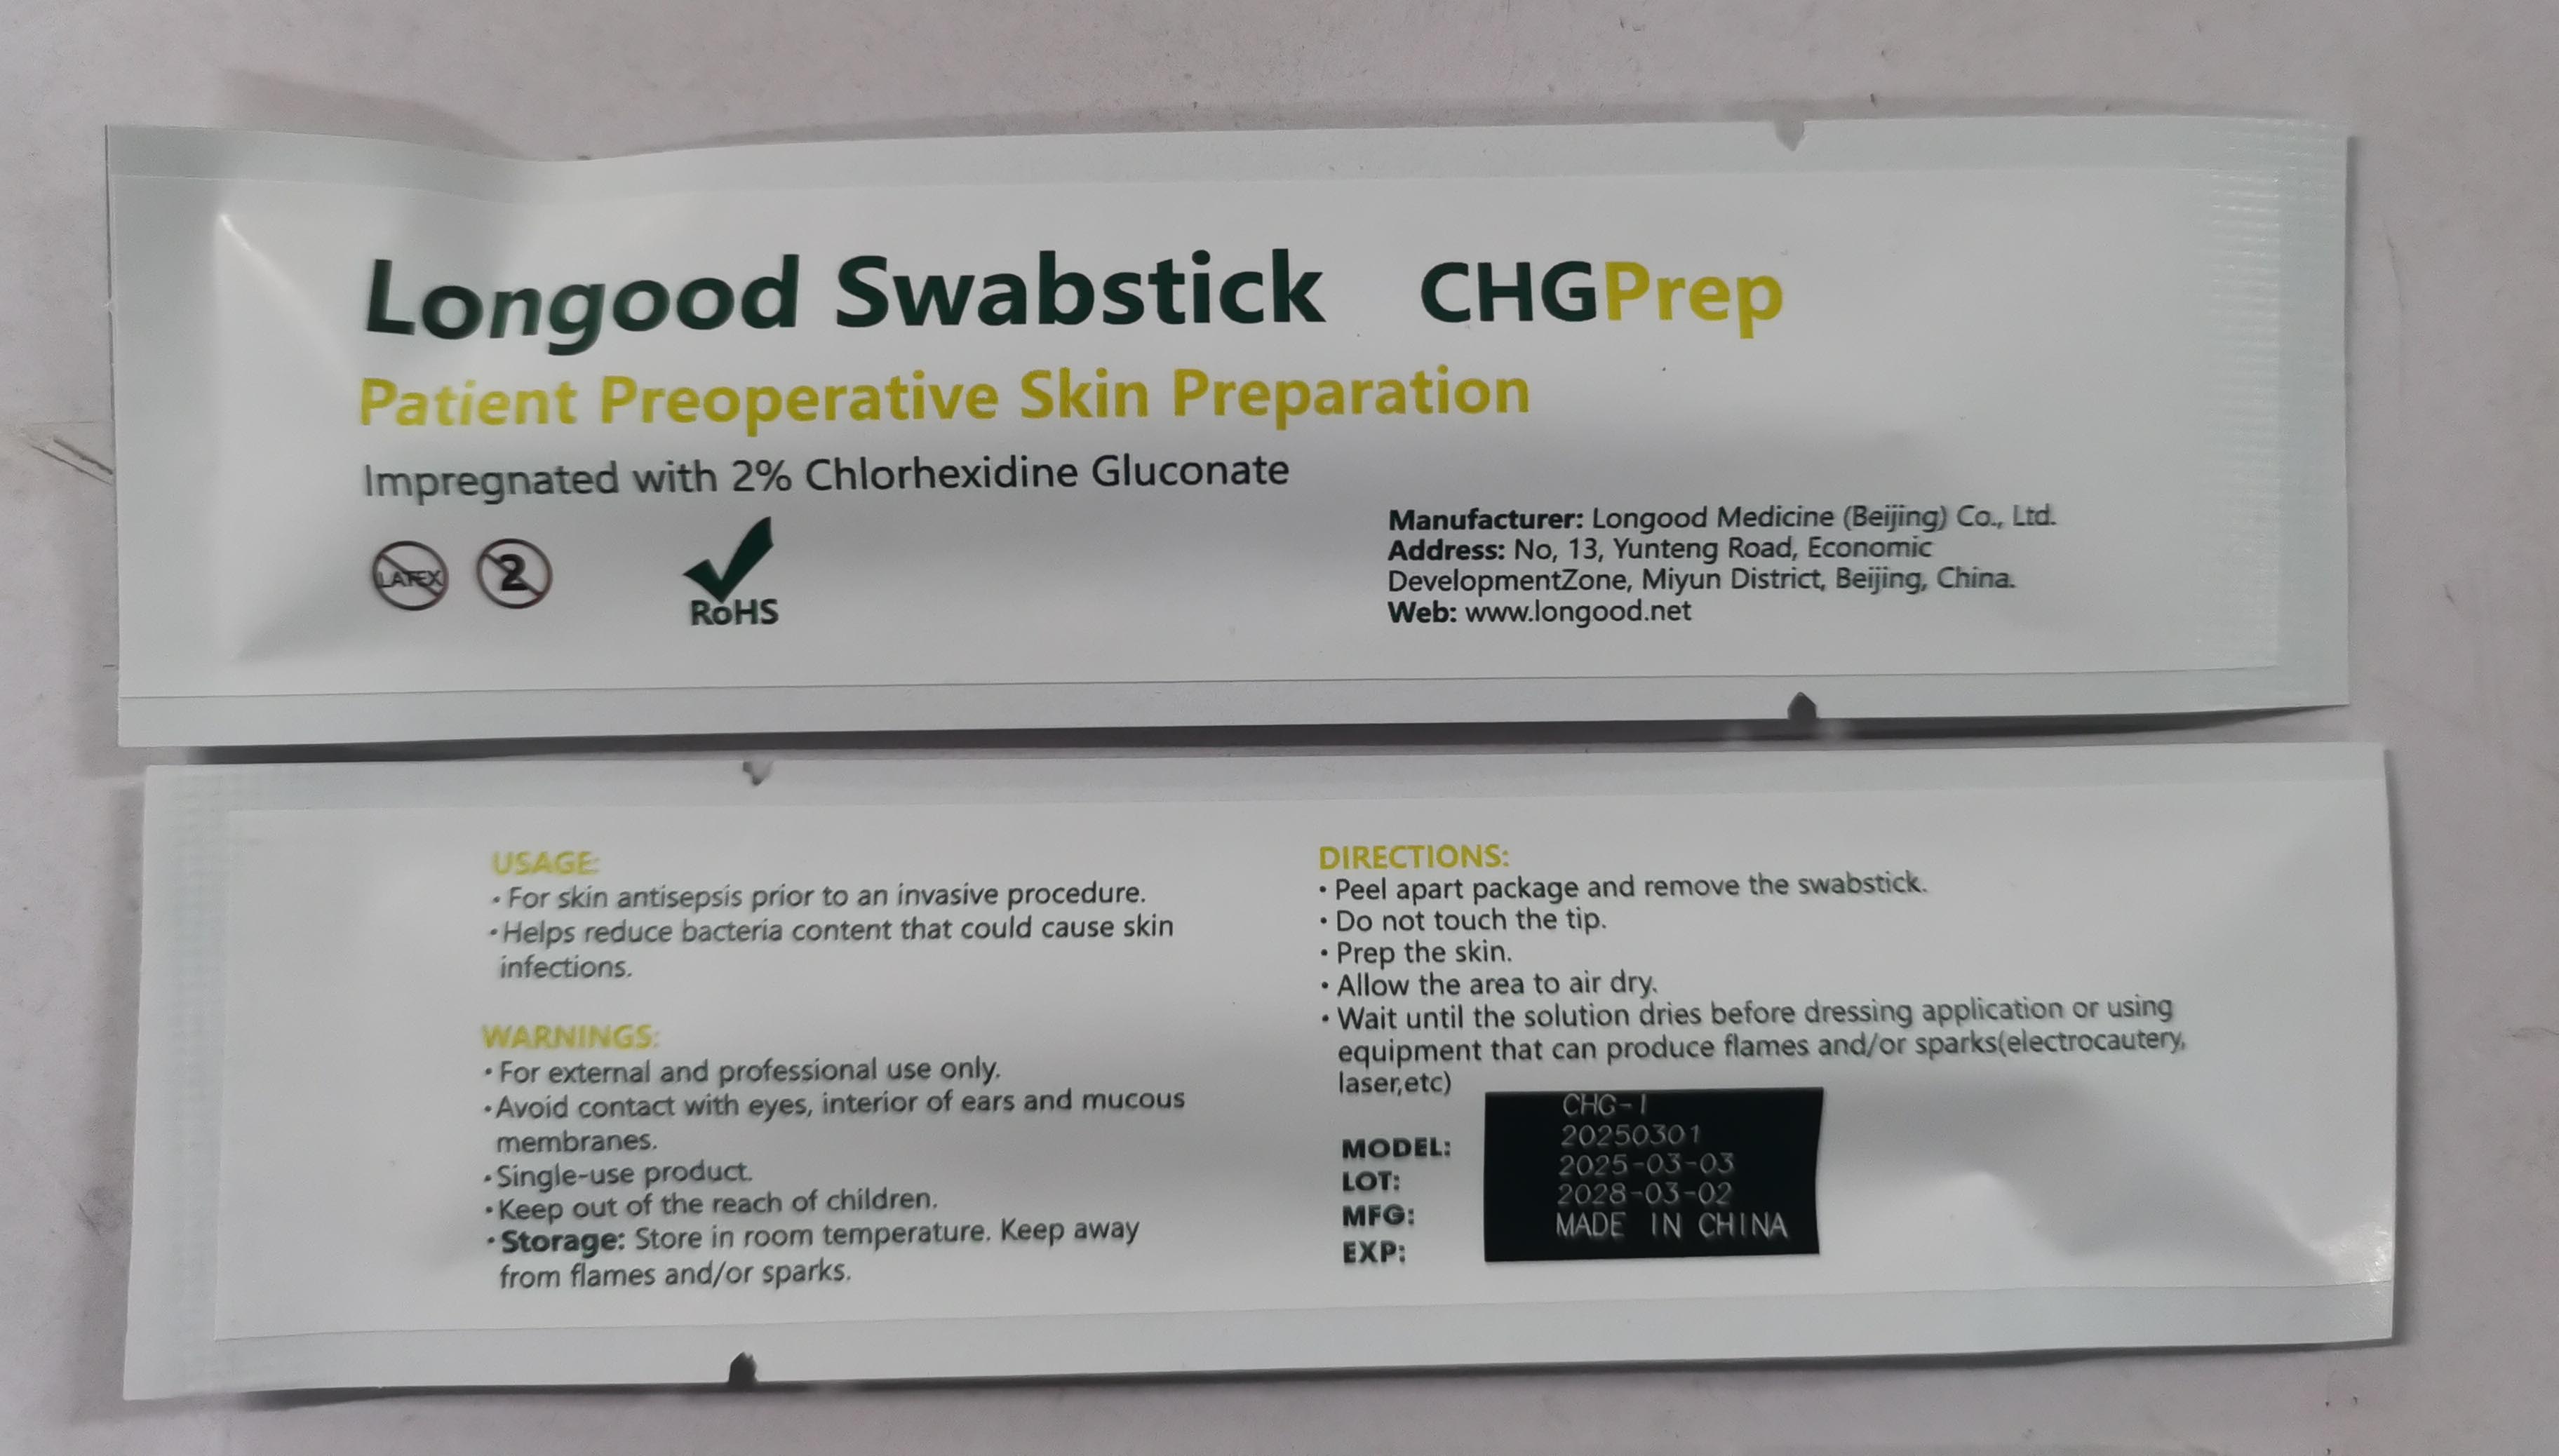 Longood Swabstick CHGPrep
Patient Preoperative Skin Preparation
Impregnated with 2% Chlorhexidine Gluconate
LATEX 2
RoHS
Manufacturer: Longood Medicine (Beijing) Co., Ltd.
Address: No, 13, Yunteng Road, Economic
DevelopmentZone, Miyun District, Beijing, China.
Web: www.longood.net
USAGE:
· For skin antisepsis prior to an invasive procedure.
· Helps reduce bacteria content that could cause skin
infections.
WARNINGS:
· For external and professional use only.
· Avoid contact with eyes, interior of ears and mucous
membranes.
· Single-use product.
· Keep out of the reach of children.
· Storage: Store in room temperature. Keep away
from flames and/or sparks.
DIRECTIONS:
· Peel apart package and remove the swabstick.
· Do not touch the tip.
· Prep the skin.
· Allow the area to air dry.
· Wait until the solution dries before dressing application or using
equipment that can produce flames and/or sparks(electrocautery,
laser,etc)
MODEL:
LOT:
MFG:
EXP:
CHG-I
20250301
2025-03-03
2028-03-02
MADE IN CHINA